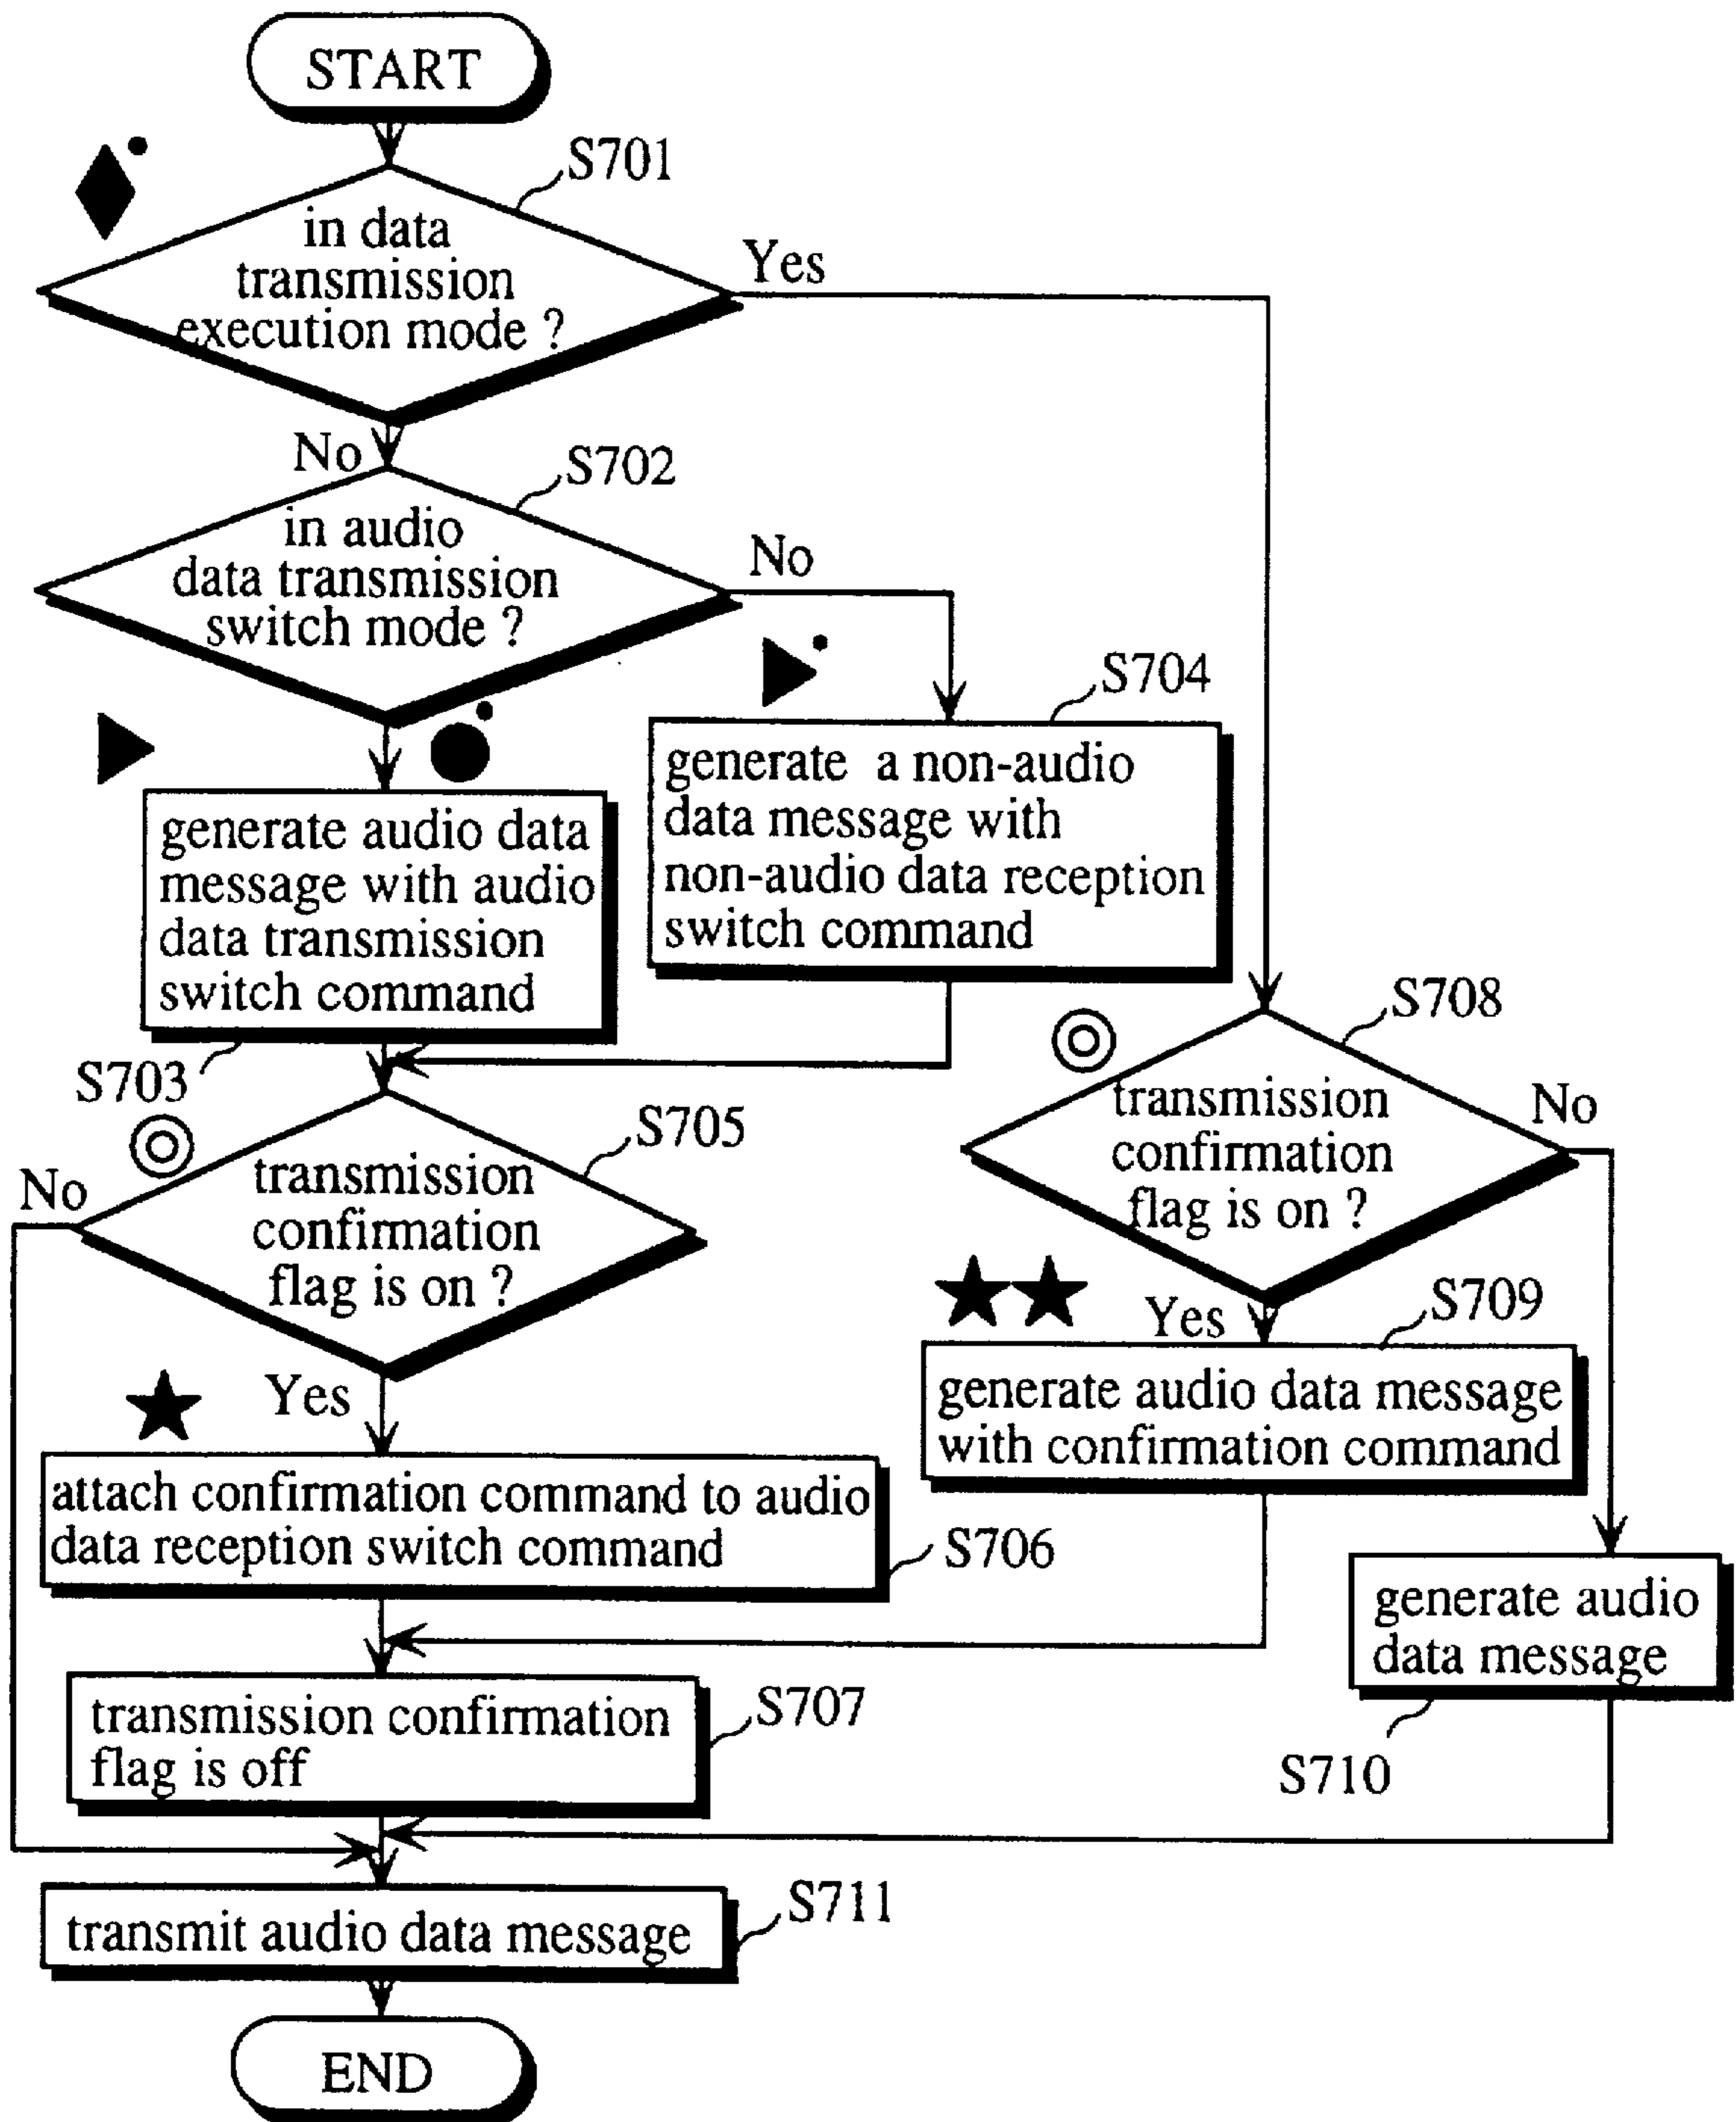 START
S701
in data
transmission
execution mode ?
Yes
No
S702
in audio
data transmission
switch mode ?
No
S704
generate a non-audio
data message with
non-audio data reception
switch command
generate audio data
message with audio
data transmission
switch command
S703
S708
transmission
confirmation
flag is on ?
No
S705
transmission
confirmation
flag is on ?
No
Yes
S709
generate audio data message
with confirmation command
Yes
attach confirmation command to audio
data reception switch command
S706
generate audio
data message
S710
transmission confirmation
flag is off
S707
transmit audio data message
S711
END